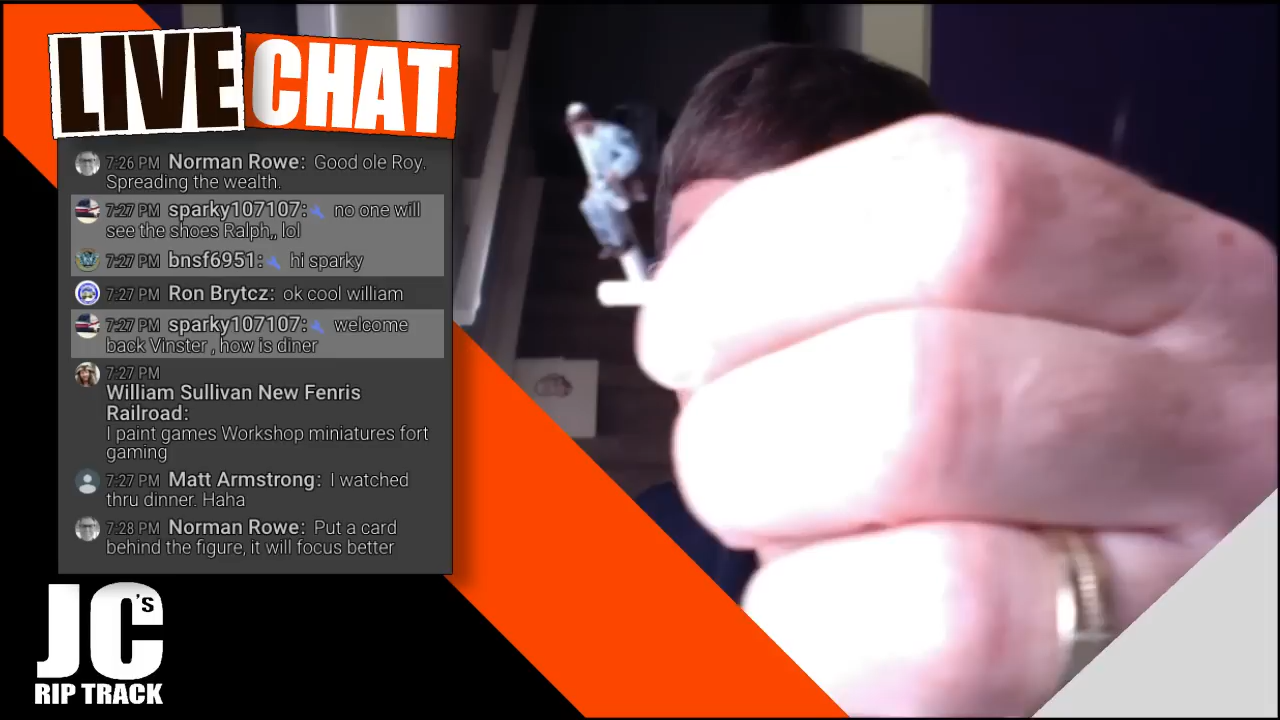 LIVE CHAT
7:26 PM Norman Rowe: Good ole Roy.
Spreading the wealth.
7:27 PM sparky107107: no one will
see the shoes Ralph,, lol
7:27 PM bnsf6951: hi sparky
7:27 PM Ron Brytcz: ok cool william
7:27 PM sparky107107: welcome
back Vinster , how is diner
7:27 PM
William Sullivan New Fenris
Railroad:
I paint games Workshop miniatures fort
gaming
7:27 PM Matt Armstrong: I watched
thru dinner. Haha
7:28 PM Norman Rowe: Put a card
behind the figure, it will focus better
JC's
RIP TRACK